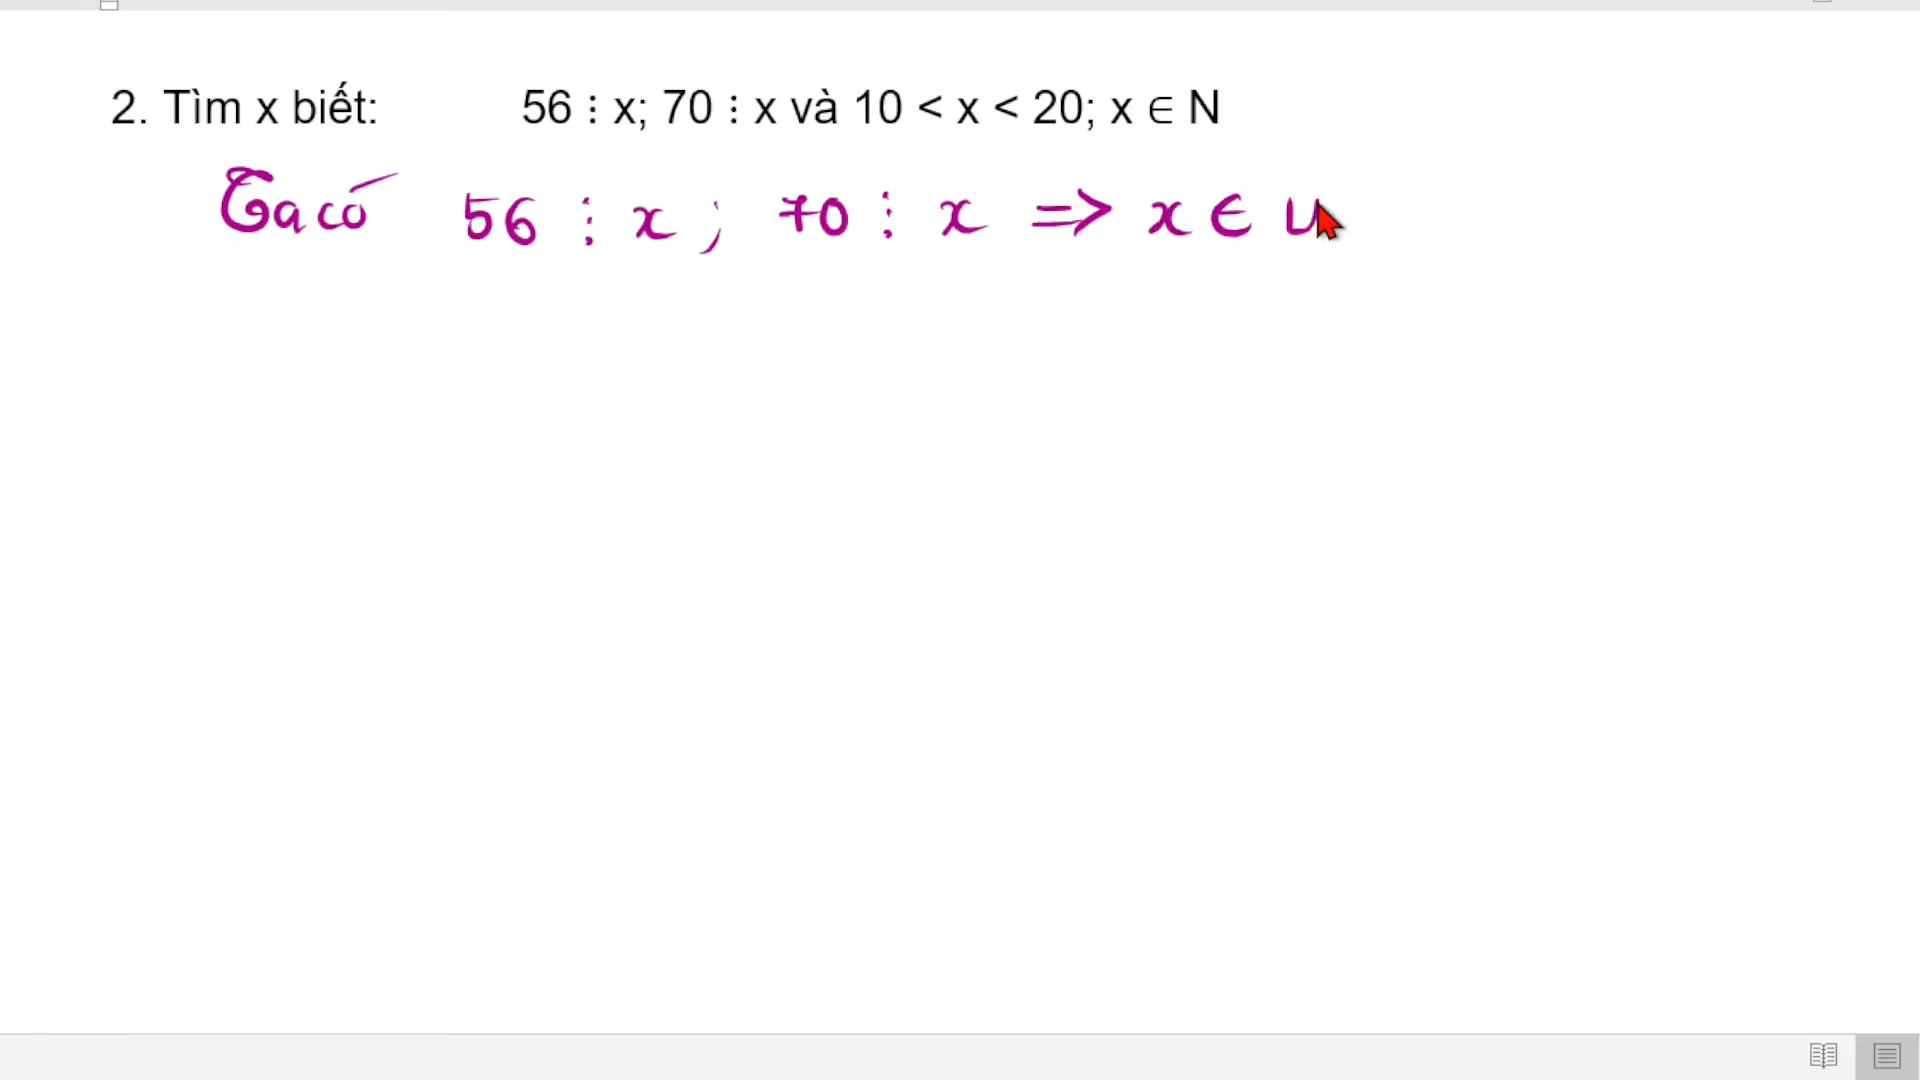 2. Tìm x biết: 56 ⋮ x; 70 ⋮ x và 10 < x < 20; x ∈ N
Ta có 56 ⋮ x ; 70 ⋮ x => x ∈ U